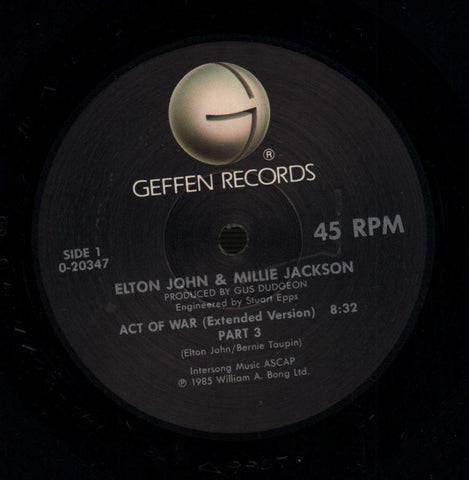 ®
GEFFEN RECORDS
45 RPM
SIDE 1
0-20347
ELTON JOHN & MILLIE JACKSON
PRODUCED BY GUS DUDGEON
Engineered by Stuart Epps
ACT OF WAR (Extended Version) 8:32
PART 3
(Elton John/Bernie Taupin)
Intersong Music ASCAP
℗ 1985 William A. Bong Ltd.